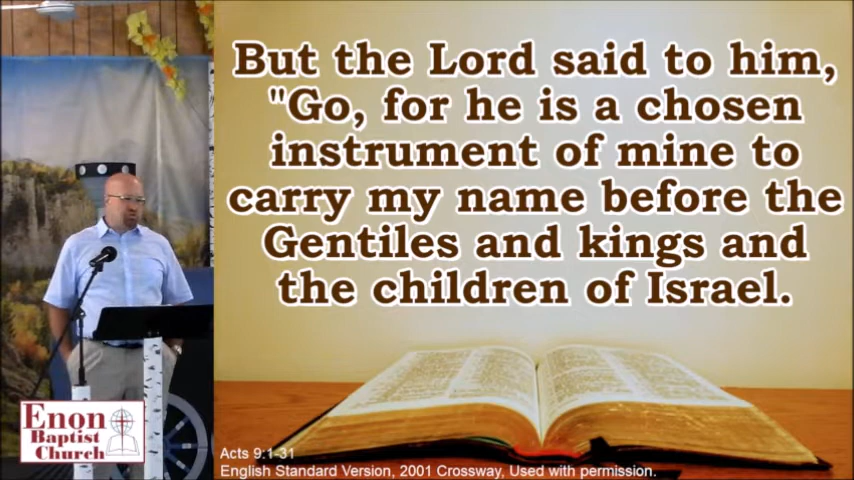 But the Lord said to him,
"Go, for he is a chosen
instrument of mine to
carry my name before the
Gentiles and kings and
the children of Israel.
Enon
Baptist
Church
Acts 9:1-31
English Standard Version, 2001 Crossway, Used with permission.